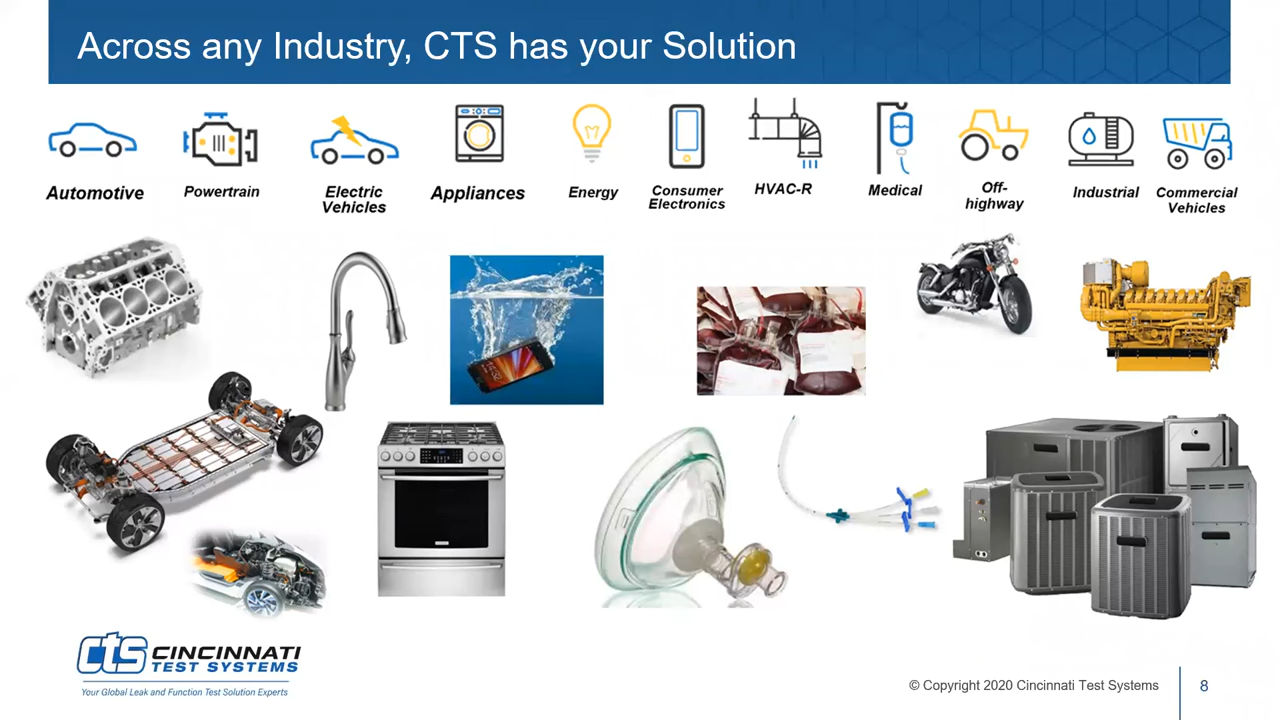 Across any Industry, CTS has your Solution
Automotive
Powertrain
Electric
Vehicles
Appliances
Energy
Consumer
Electronics
HVAC-R
Medical
Off-
highway
Industrial
Commercial
Vehicles
cts CINCINNATI
TEST SYSTEMS
Your Global Leak and Function Test Solution Experts
© Copyright 2020 Cincinnati Test Systems
8